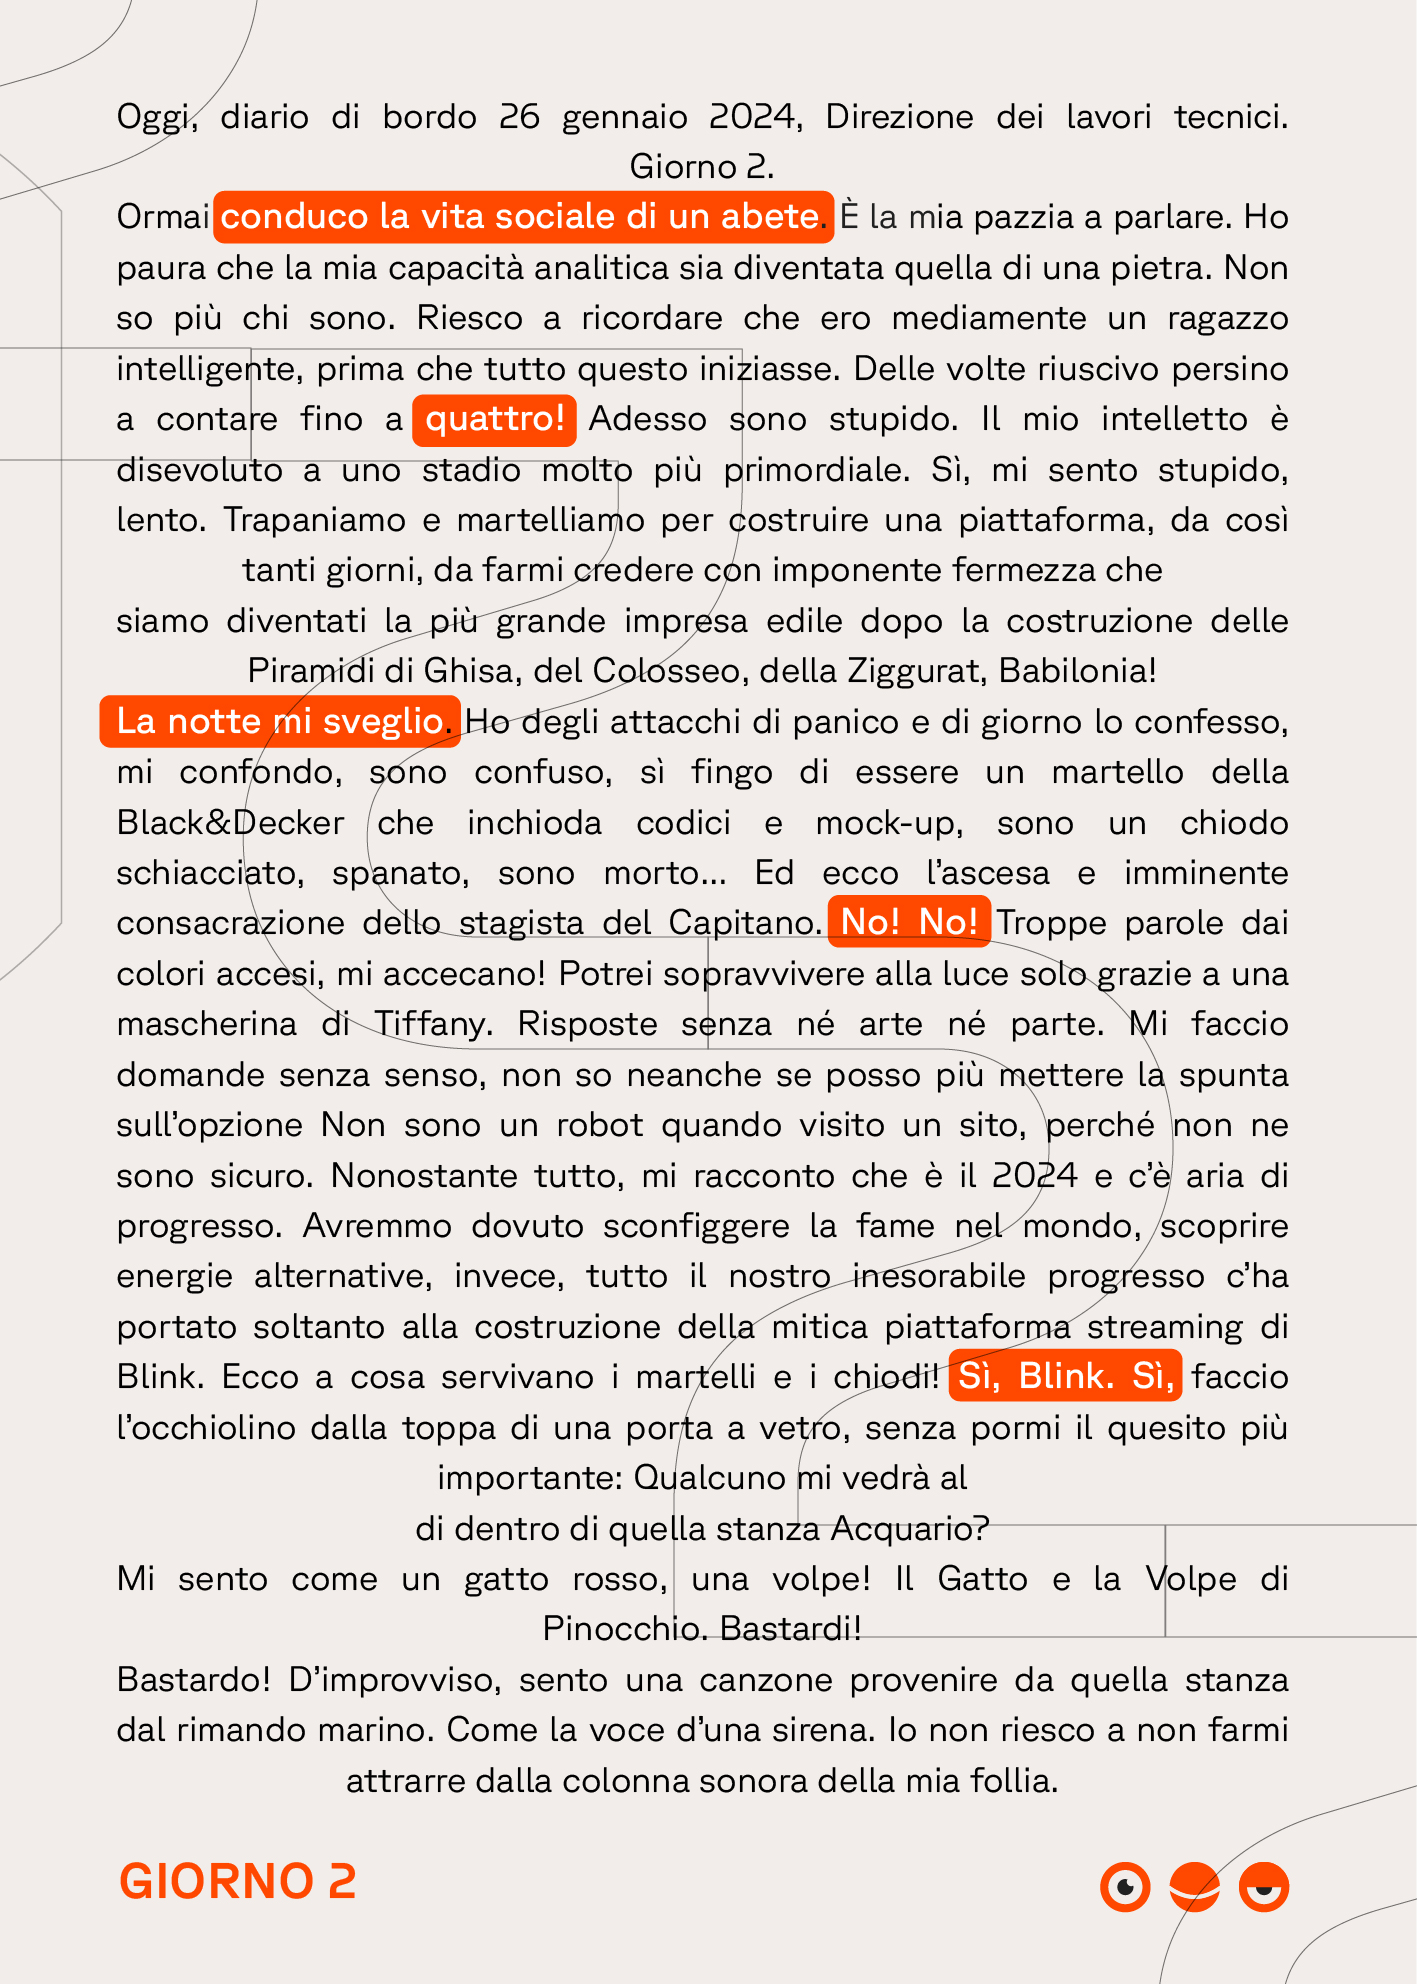 Oggi, diario di bordo 26 gennaio 2024, Direzione dei lavori tecnici.
Giorno 2.
Ormai conduco la vita sociale di un abete. È la mia pazzia a parlare. Ho
paura che la mia capacità analitica sia diventata quella di una pietra. Non
so più chi sono. Riesco a ricordare che ero mediamente un ragazzo
intelligente, prima che tutto questo iniziasse. Delle volte riuscivo persino
a contare fino a quattro! Adesso sono stupido. Il mio intelletto è
disevoluto a uno stadio molto più primordiale. Sì, mi sento stupido,
lento. Trapaniamo e martelliamo per costruire una piattaforma, da così
tanti giorni, da farmi credere con imponente fermezza che
siamo diventati la più grande impresa edile dopo la costruzione delle
Piramidi di Ghisa, del Colosseo, della Ziggurat, Babilonia!
La notte mi sveglio. Ho degli attacchi di panico e di giorno lo confesso,
mi confondo, sono confuso, sì fingo di essere un martello della
Black&Decker che inchioda codici e mock-up, sono un chiodo
schiacciato, spanato, sono morto... Ed ecco l’ascesa e imminente
consacrazione dello stagista del Capitano. No! No! Troppe parole dai
colori accesi, mi accecano! Potrei sopravvivere alla luce solo grazie a una
mascherina di Tiffany. Risposte senza né arte né parte. Mi faccio
domande senza senso, non so neanche se posso più mettere la spunta
sull’opzione Non sono un robot quando visito un sito, perché non ne
sono sicuro. Nonostante tutto, mi racconto che è il 2024 e c’è aria di
progresso. Avremmo dovuto sconfiggere la fame nel mondo, scoprire
energie alternative, invece, tutto il nostro inesorabile progresso c’ha
portato soltanto alla costruzione della mitica piattaforma streaming di
Blink. Ecco a cosa servivano i martelli e i chiodi! Sì, Blink. Sì, faccio
l’occhiolino dalla toppa di una porta a vetro, senza pormi il quesito più
importante: Qualcuno mi vedrà al
di dentro di quella stanza Acquario?
Mi sento come un gatto rosso, una volpe! Il Gatto e la Volpe di
Pinocchio. Bastardi!
Bastardo! D’improvviso, sento una canzone provenire da quella stanza
dal rimando marino. Come la voce d’una sirena. Io non riesco a non farmi
attrarre dalla colonna sonora della mia follia.
GIORNO 2